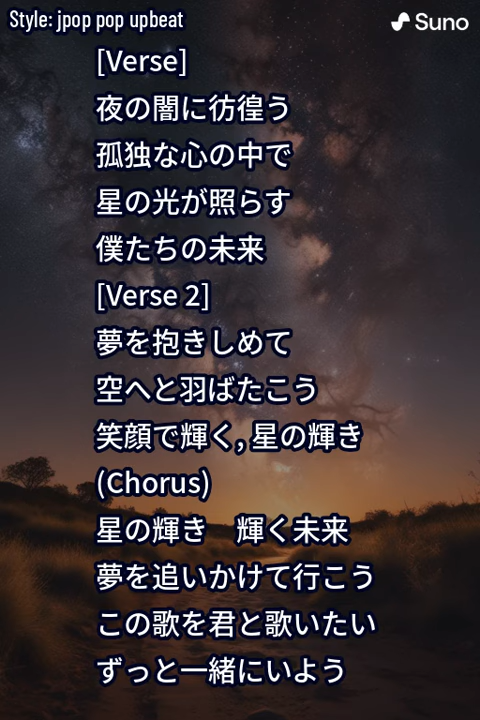 Style: jpop pop upbeat
Suno
[Verse]
夜の闇に彷徨う
孤独な心の中で
星の光が照らす
僕たちの未来
[Verse 2]
夢を抱きしめて
空へと羽ばたこう
笑顔で輝く, 星の輝き
(Chorus)
星の輝き　輝く未来
夢を追いかけて行こう
この歌を君と歌いたい
ずっと一緒にいよう